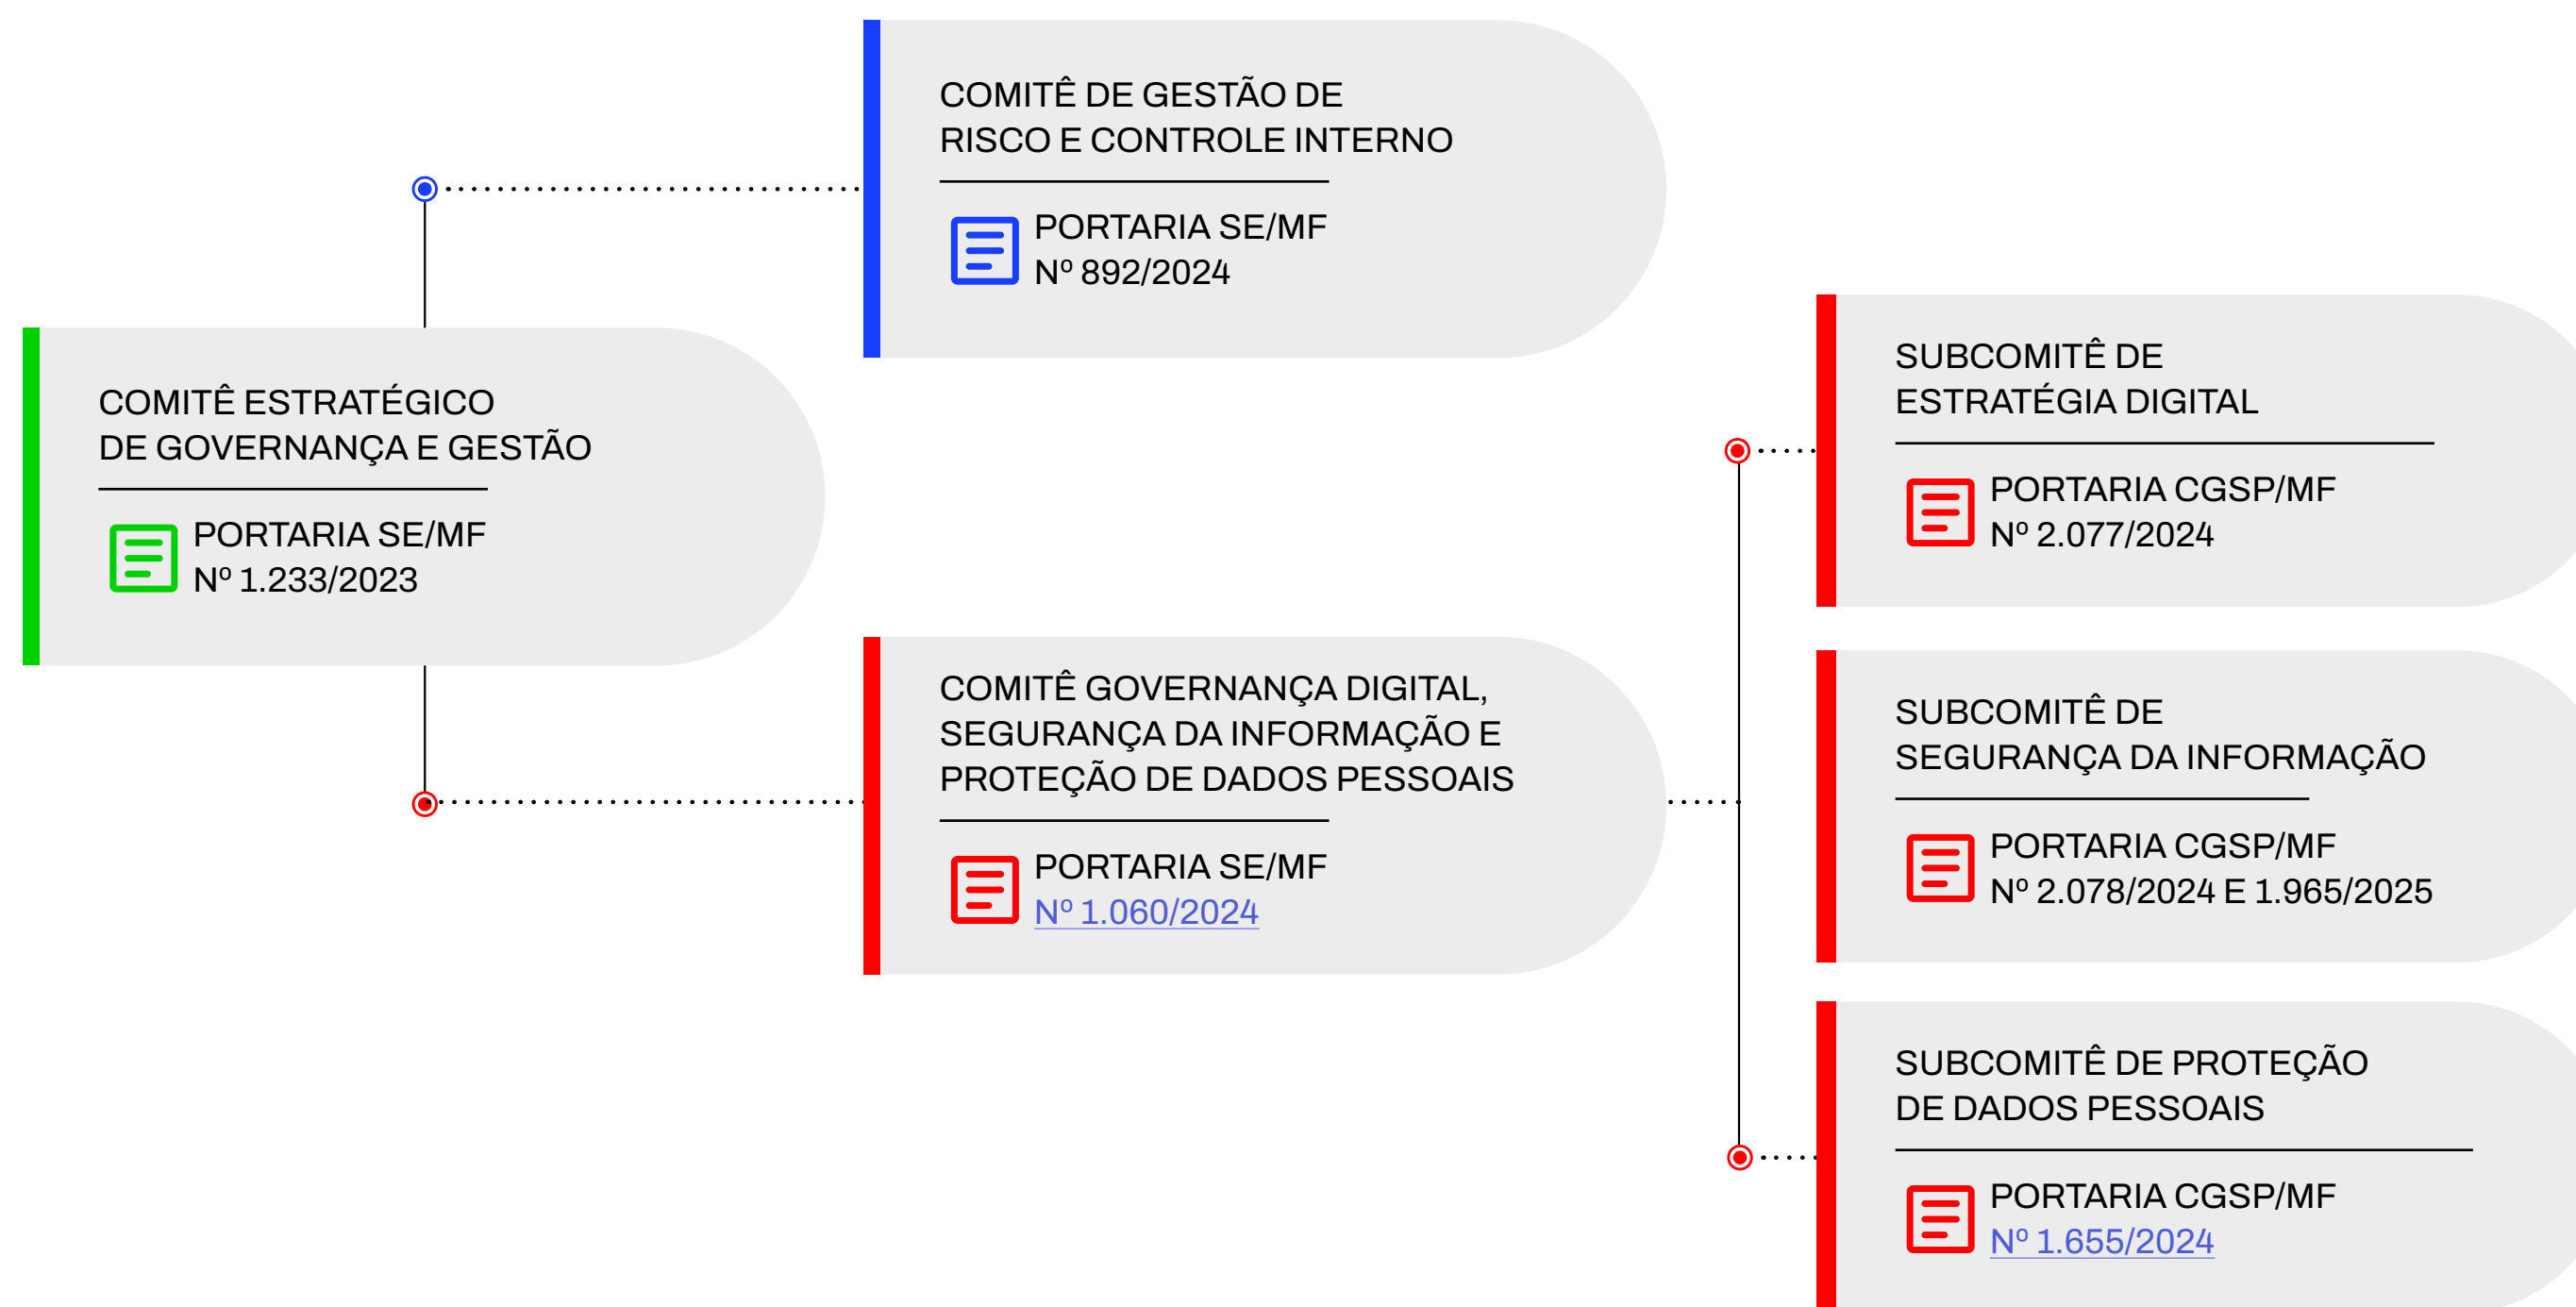 COMITÊ DE GESTÃO DE
RISCO E CONTROLE INTERNO
PORTARIA SE/MF
Nº 892/2024
COMITÊ ESTRATÉGICO
DE GOVERNANÇA E GESTÃO
PORTARIA SE/MF
Nº 1.233/2023
COMITÊ GOVERNANÇA DIGITAL,
SEGURANÇA DA INFORMAÇÃO E
PROTEÇÃO DE DADOS PESSOAIS
PORTARIA SE/MF
Nº 1.060/2024
SUBCOMITÊ DE
ESTRATÉGIA DIGITAL
PORTARIA CGSP/MF
Nº 2.077/2024
SUBCOMITÊ DE
SEGURANÇA DA INFORMAÇÃO
PORTARIA CGSP/MF
Nº 2.078/2024 E 1.965/2025
SUBCOMITÊ DE PROTEÇÃO
DE DADOS PESSOAIS
PORTARIA CGSP/MF
Nº 1.655/2024